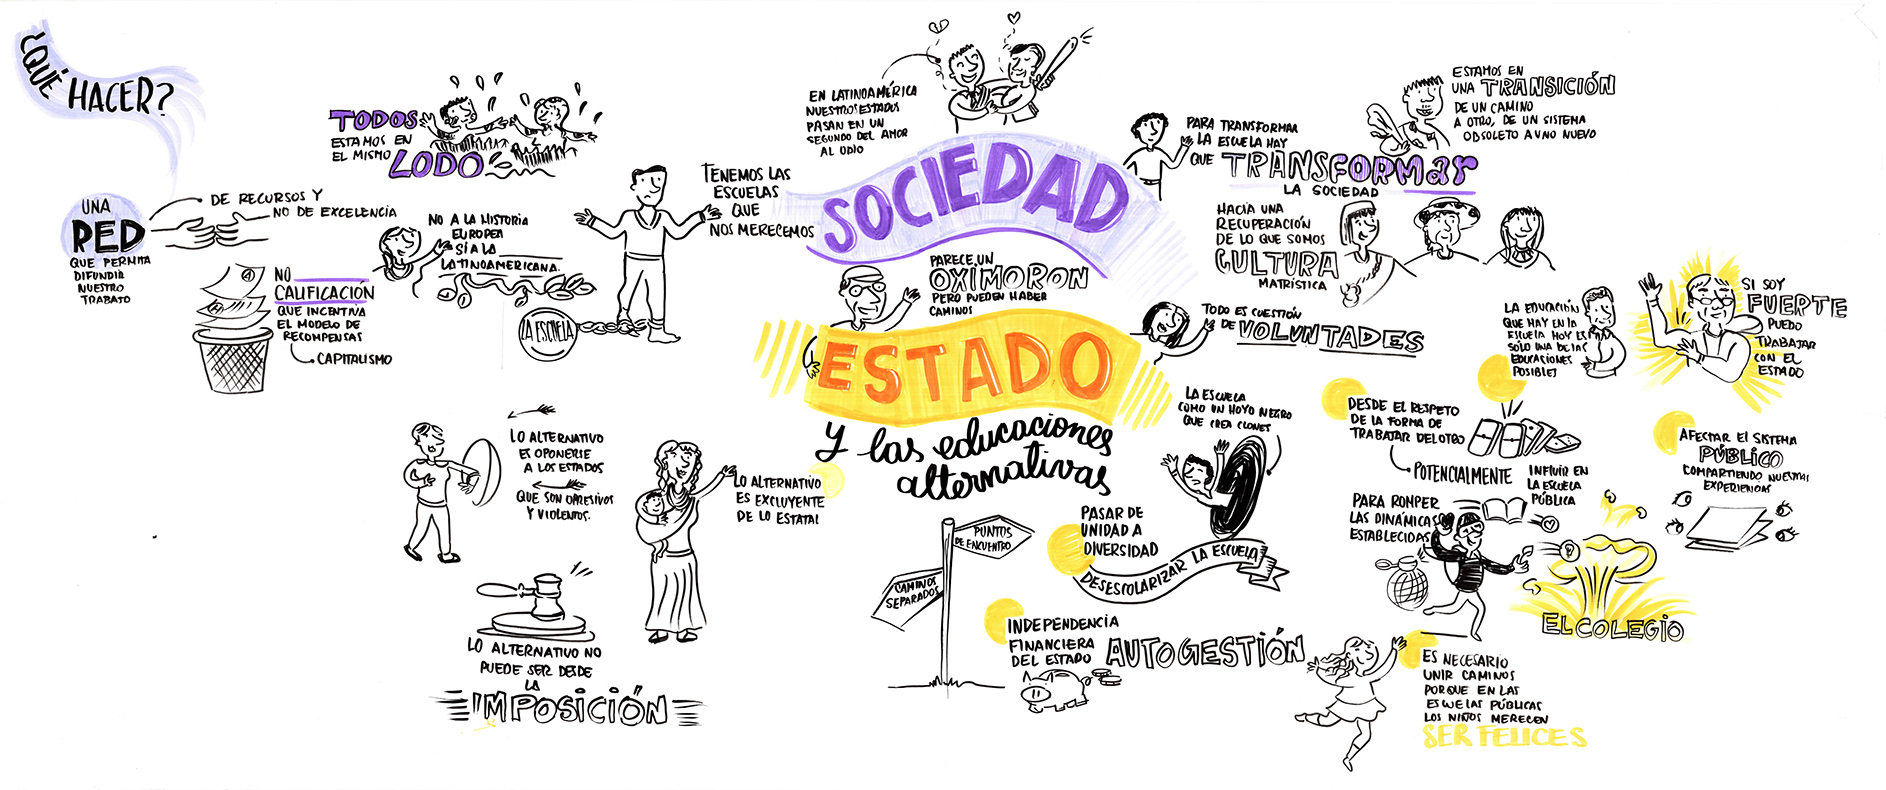 ¿QUÉ
HACER?
UNA
RED
QUE PERMITA
DIFUNDIR
NUESTRO
TRABAJO
DE RECURSOS Y
NO DE EXCELENCIA
NO
CALIFICACIÓN
QUE INCENTIVA
EL MODELO DE
RECOMPENSAS
CAPITALISMO
TODOS
ESTAMOS EN
EL MISMO
LODO
NO A LA HISTORIA
EUROPEA
SÍ A LA
LATINOAMERICANA.
TENEMOS LAS
ESCUELAS
QUE
NOS MERECEMOS
LA ESCUELA
LO ALTERNATIVO
ES OPONERSE
A LOS ESTADOS
QUE SON OPRESIVOS
Y VIOLENTOS.
LO ALTERNATIVO
ES EXCLUYENTE
DE LO ESTATAL
LO ALTERNATIVO NO
PUEDE SER DESDE
LA
IMPOSICIÓN
EN LATINOAMÉRICA
NUESTROS ESTADOS
PASAN EN UN
SEGUNDO DEL AMOR
AL ODIO
SOCIEDAD
PARECE UN
OXIMORON
PERO PUEDEN HABER
CAMINOS
ESTADO
Y las educaciones
alternativas
PARA TRANSFORMAR
LA ESCUELA HAY
QUE TRANSFORMAR
LA SOCIEDAD
ESTAMOS EN
UNA TRANSICIÓN
DE UN CAMINO
A OTRO, DE UN SISTEMA
OBSOLETO A UNO NUEVO
HACIA UNA
RECUPERACIÓN
DE LO QUE SOMOS
CULTURA
MATRÍSTICA
TODO ES CUESTIÓN
DE VOLUNTADES
LA EDUCACIÓN
QUE HAY EN LA
ESCUELA HOY ES
SOLO UNA DE LAS
EDUCACIONES
POSIBLES
SI SOY
FUERTE
PUEDO
TRABAJAR
CON EL
ESTADO
LA ESCUELA
COMO UN HOYO NEGRO
QUE CREA CLONES
DESDE EL RESPETO
DE LA FORMA DE
TRABAJAR DEL OTRO
POTENCIALMENTE
INFLUIR EN
LA ESCUELA
PÚBLICA
AFECTAR EL SISTEMA
PÚBLICO
COMPARTIENDO NUESTRAS
EXPERIENCIAS
PARA ROMPER
LAS DINÁMICAS
ESTABLECIDAS
EL COLEGIO
PUNTOS
DE ENCUENTRO
CAMINOS
SEPARADOS
PASAR DE
UNIDAD A
DIVERSIDAD
DESESCOLARIZAR LA ESCUELA
INDEPENDENCIA
FINANCIERA
DEL ESTADO
AUTOGESTIÓN
ES NECESARIO
UNIR CAMINOS
PORQUE EN LAS
ESCUELAS PÚBLICAS
LOS NIÑOS MERECEN
SER FELICES